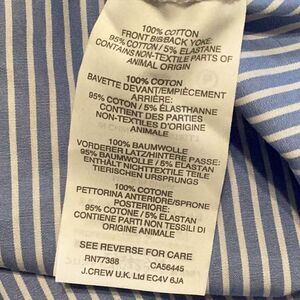 100% COTTON
FRONT BIB/BACK YOKE:
95% COTTON / 5% ELASTANE
CONTAINS NON-TEXTILE PARTS OF
ANIMAL ORIGIN
100% COTON
BAVETTE DEVANT/EMPIÈCEMENT
ARRIÈRE:
95% COTON / 5% ÉLASTHANNE
CONTIENT DES PARTIES
NON-TEXTILES D'ORIGINE
ANIMALE
100% BAUMWOLLE
VORDERER LATZ/HINTERE PASSE:
95% BAUMWOLLE / 5% ELASTAN
ENTHÄLT NICHTTEXTILE TEILE
TIERISCHEN URSPRUNGS
100% COTONE
PETTORINA ANTERIORE/SPRONE
POSTERIORE:
95% COTONE / 5% ELASTAN
CONTIENE PARTI NON TESSILI DI
ORIGINE ANIMALE
SEE REVERSE FOR CARE
RN77388 CA56445
J.CREW U.K. Ltd EC4V 6JA